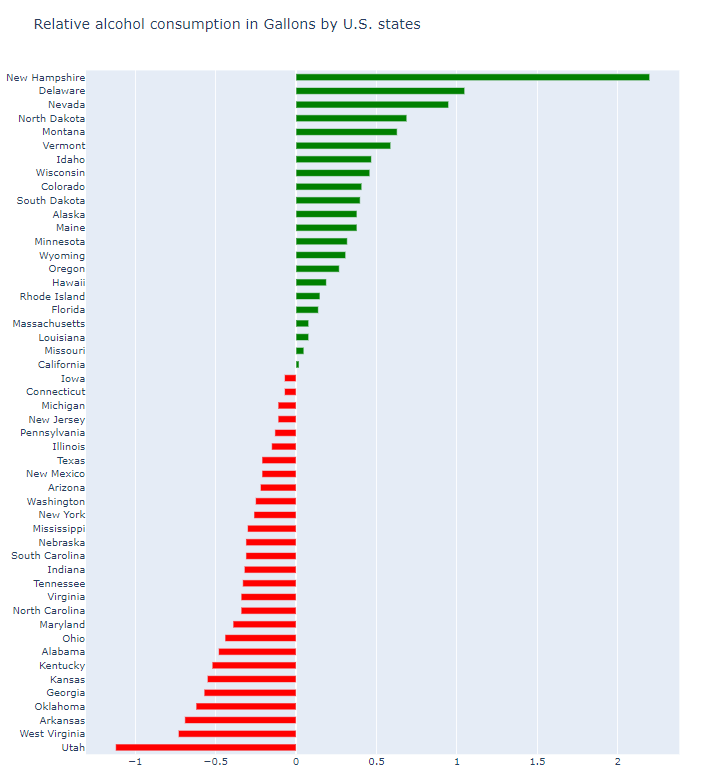 Relative alcohol consumption in Gallons by U.S. states
New Hampshire
Delaware
Nevada
North Dakota
Montana
Vermont
Idaho
Wisconsin
Colorado
South Dakota
Alaska
Maine
Minnesota
Wyoming
Oregon
Hawaii
Rhode Island
Florida
Massachusetts
Louisiana
Missouri
California
Iowa
Connecticut
Michigan
New Jersey
Pennsylvania
Illinois
Texas
New Mexico
Arizona
Washington
New York
Mississippi
Nebraska
South Carolina
Indiana
Tennessee
Virginia
North Carolina
Maryland
Ohio
Alabama
Kentucky
Kansas
Georgia
Oklahoma
Arkansas
West Virginia
Utah
−1 −0.5 0 0.5 1 1.5 2